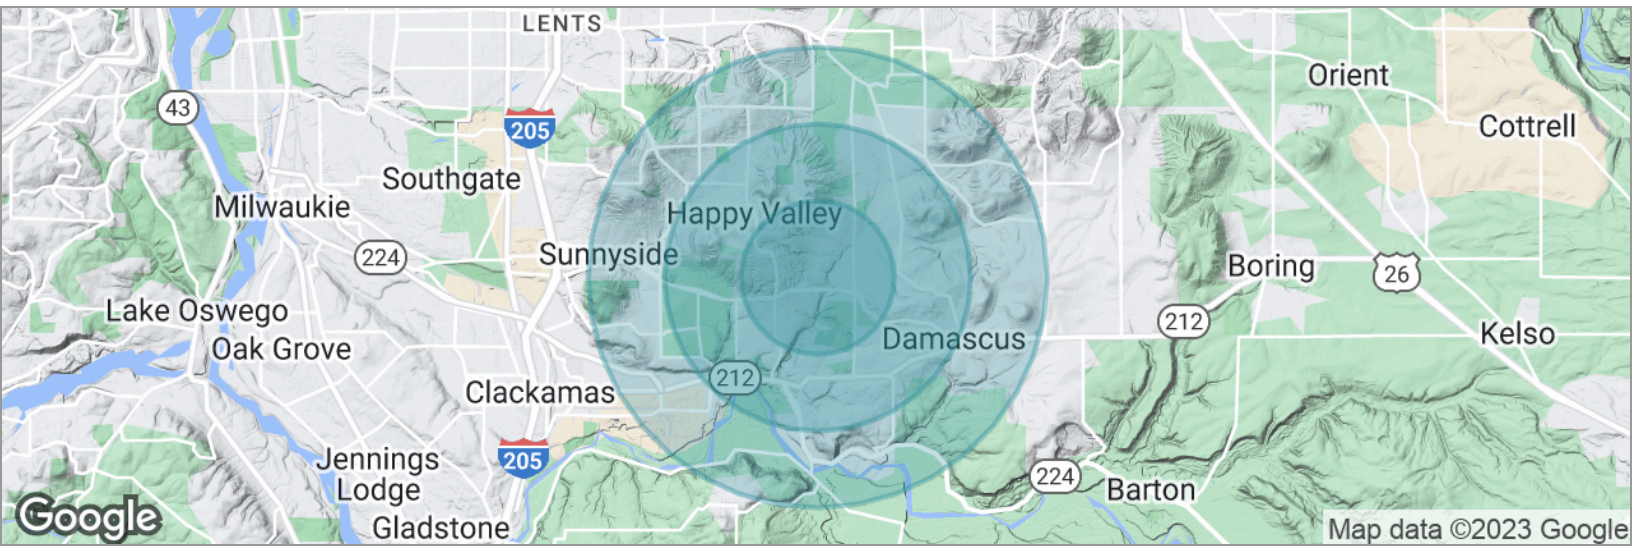 LENTS
Orient
43
205
Cottrell
Southgate
Milwaukie
Happy Valley
224
Sunnyside
Boring
26
Lake Oswego
212
Damascus
Kelso
Oak Grove
212
Clackamas
Jennings
Lodge
205
224
Barton
Google
Gladstone
Map data ©2023 Google